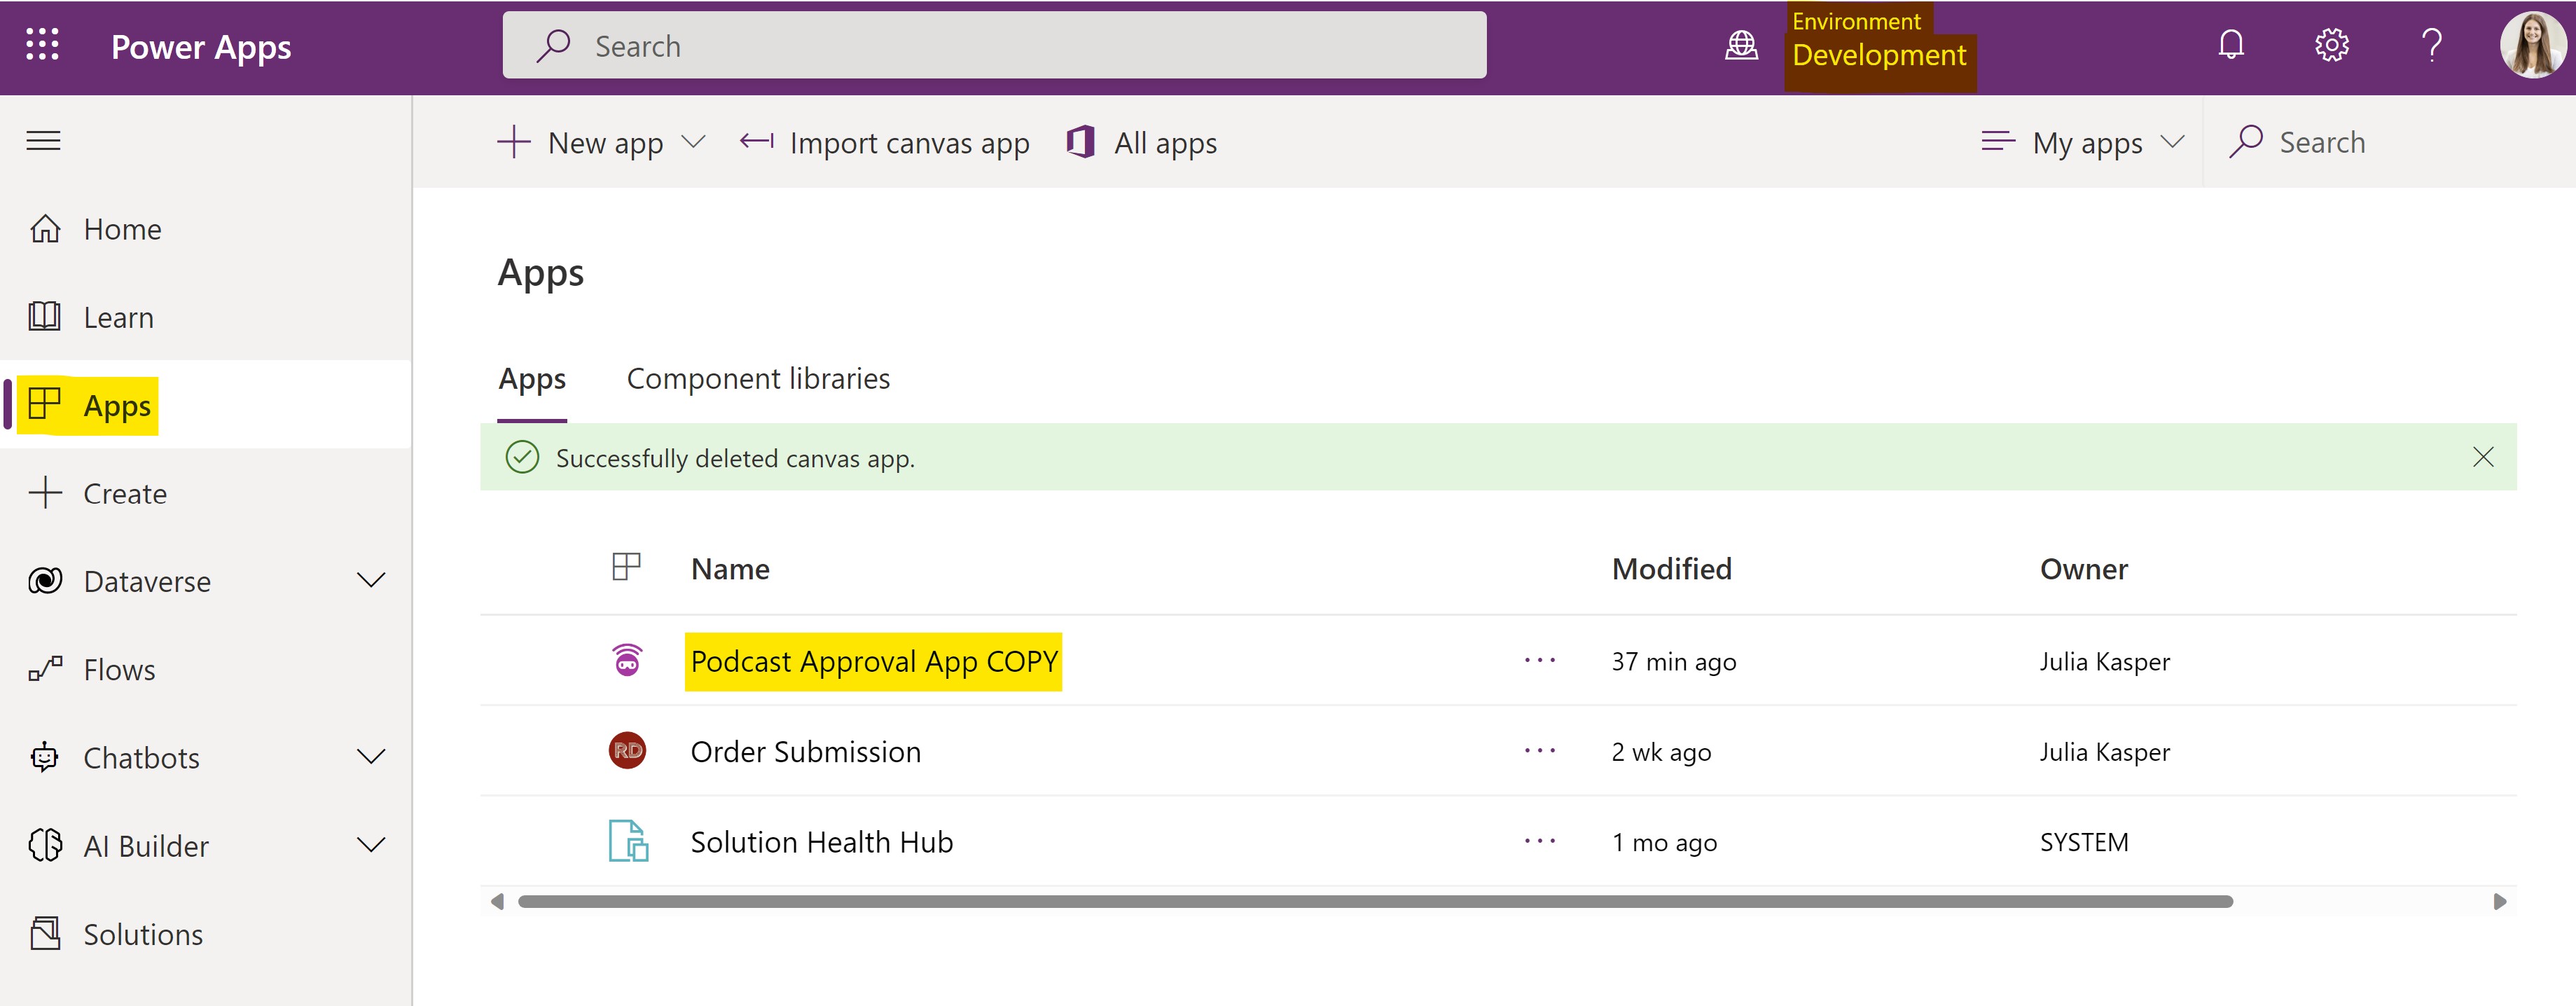 Power Apps
Search
Environment
Development
New app
Import canvas app
All apps
My apps
Search
Home
Learn
Apps
Create
Dataverse
Flows
Chatbots
AI Builder
Solutions
Apps
Apps Component libraries
Successfully deleted canvas app.
Name Modified Owner
Podcast Approval App COPY ... 37 min ago Julia Kasper
RD Order Submission ... 2 wk ago Julia Kasper
Solution Health Hub ... 1 mo ago SYSTEM